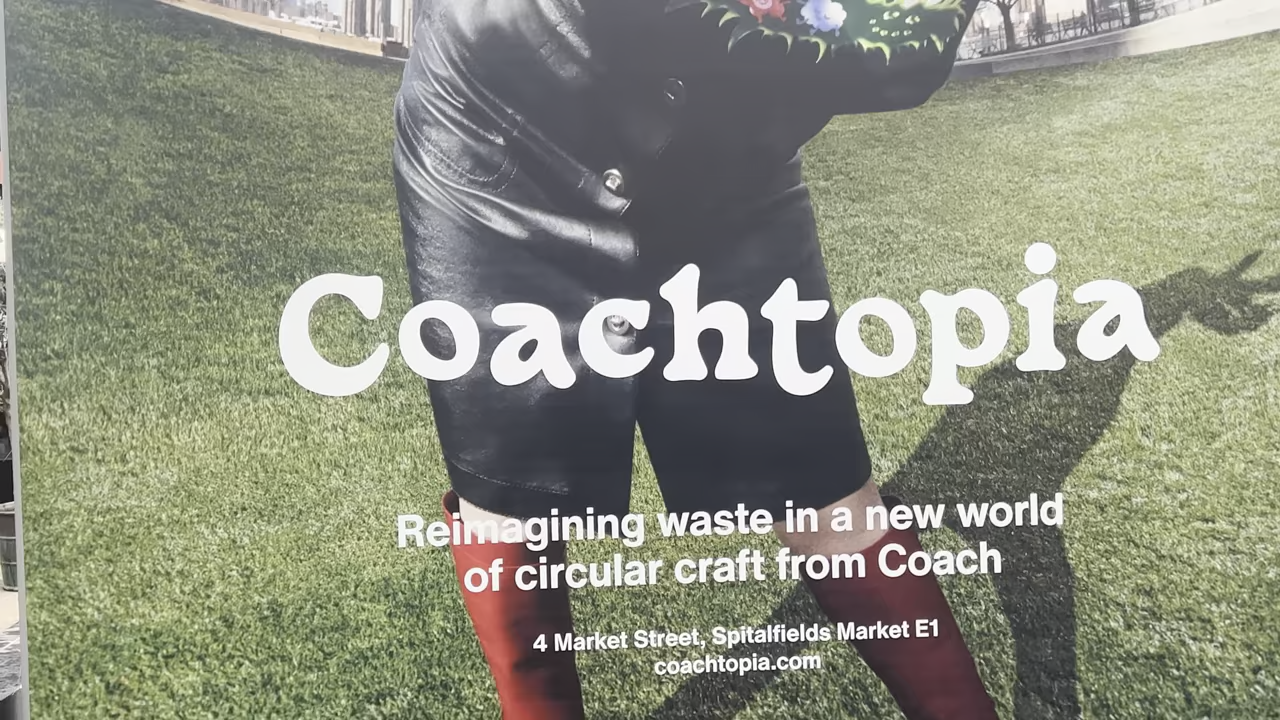 Coachtopia
Reimagining waste in a new world
of circular craft from Coach
4 Market Street, Spitalfields Market E1
coachtopia.com